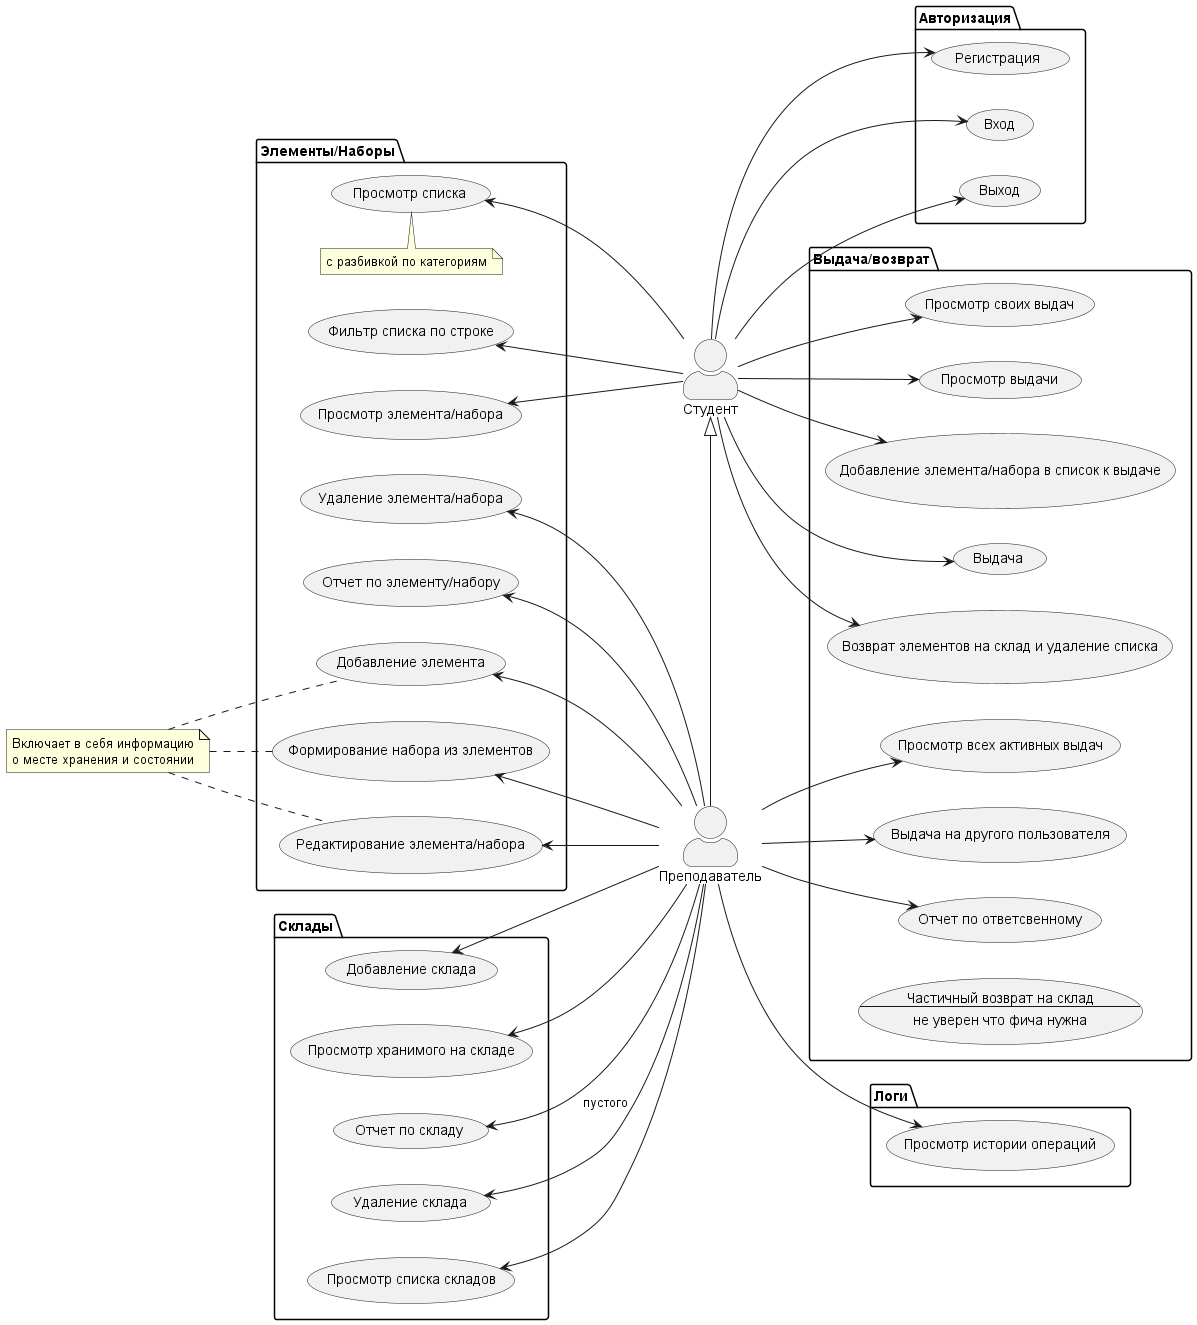 Авторизация
Регистрация
Вход
Выход
Элементы/Наборы
Просмотр списка
с разбивкой по категориям
Фильтр списка по строке
Просмотр элемента/набора
Удаление элемента/набора
Отчет по элементу/набору
Добавление элемента
Формирование набора из элементов
Редактирование элемента/набора
Включает в себя информацию
о месте хранения и состоянии
Студент
Преподаватель
Выдача/возврат
Просмотр своих выдач
Просмотр выдачи
Добавление элемента/набора в список к выдаче
Выдача
Возврат элементов на склад и удаление списка
Просмотр всех активных выдач
Выдача на другого пользователя
Отчет по ответсвенному
Частичный возврат на склад
не уверен что фича нужна
Склады
Добавление склада
Просмотр хранимого на складе
Отчет по складу
пустого
Удаление склада
Просмотр списка складов
Логи
Просмотр истории операций